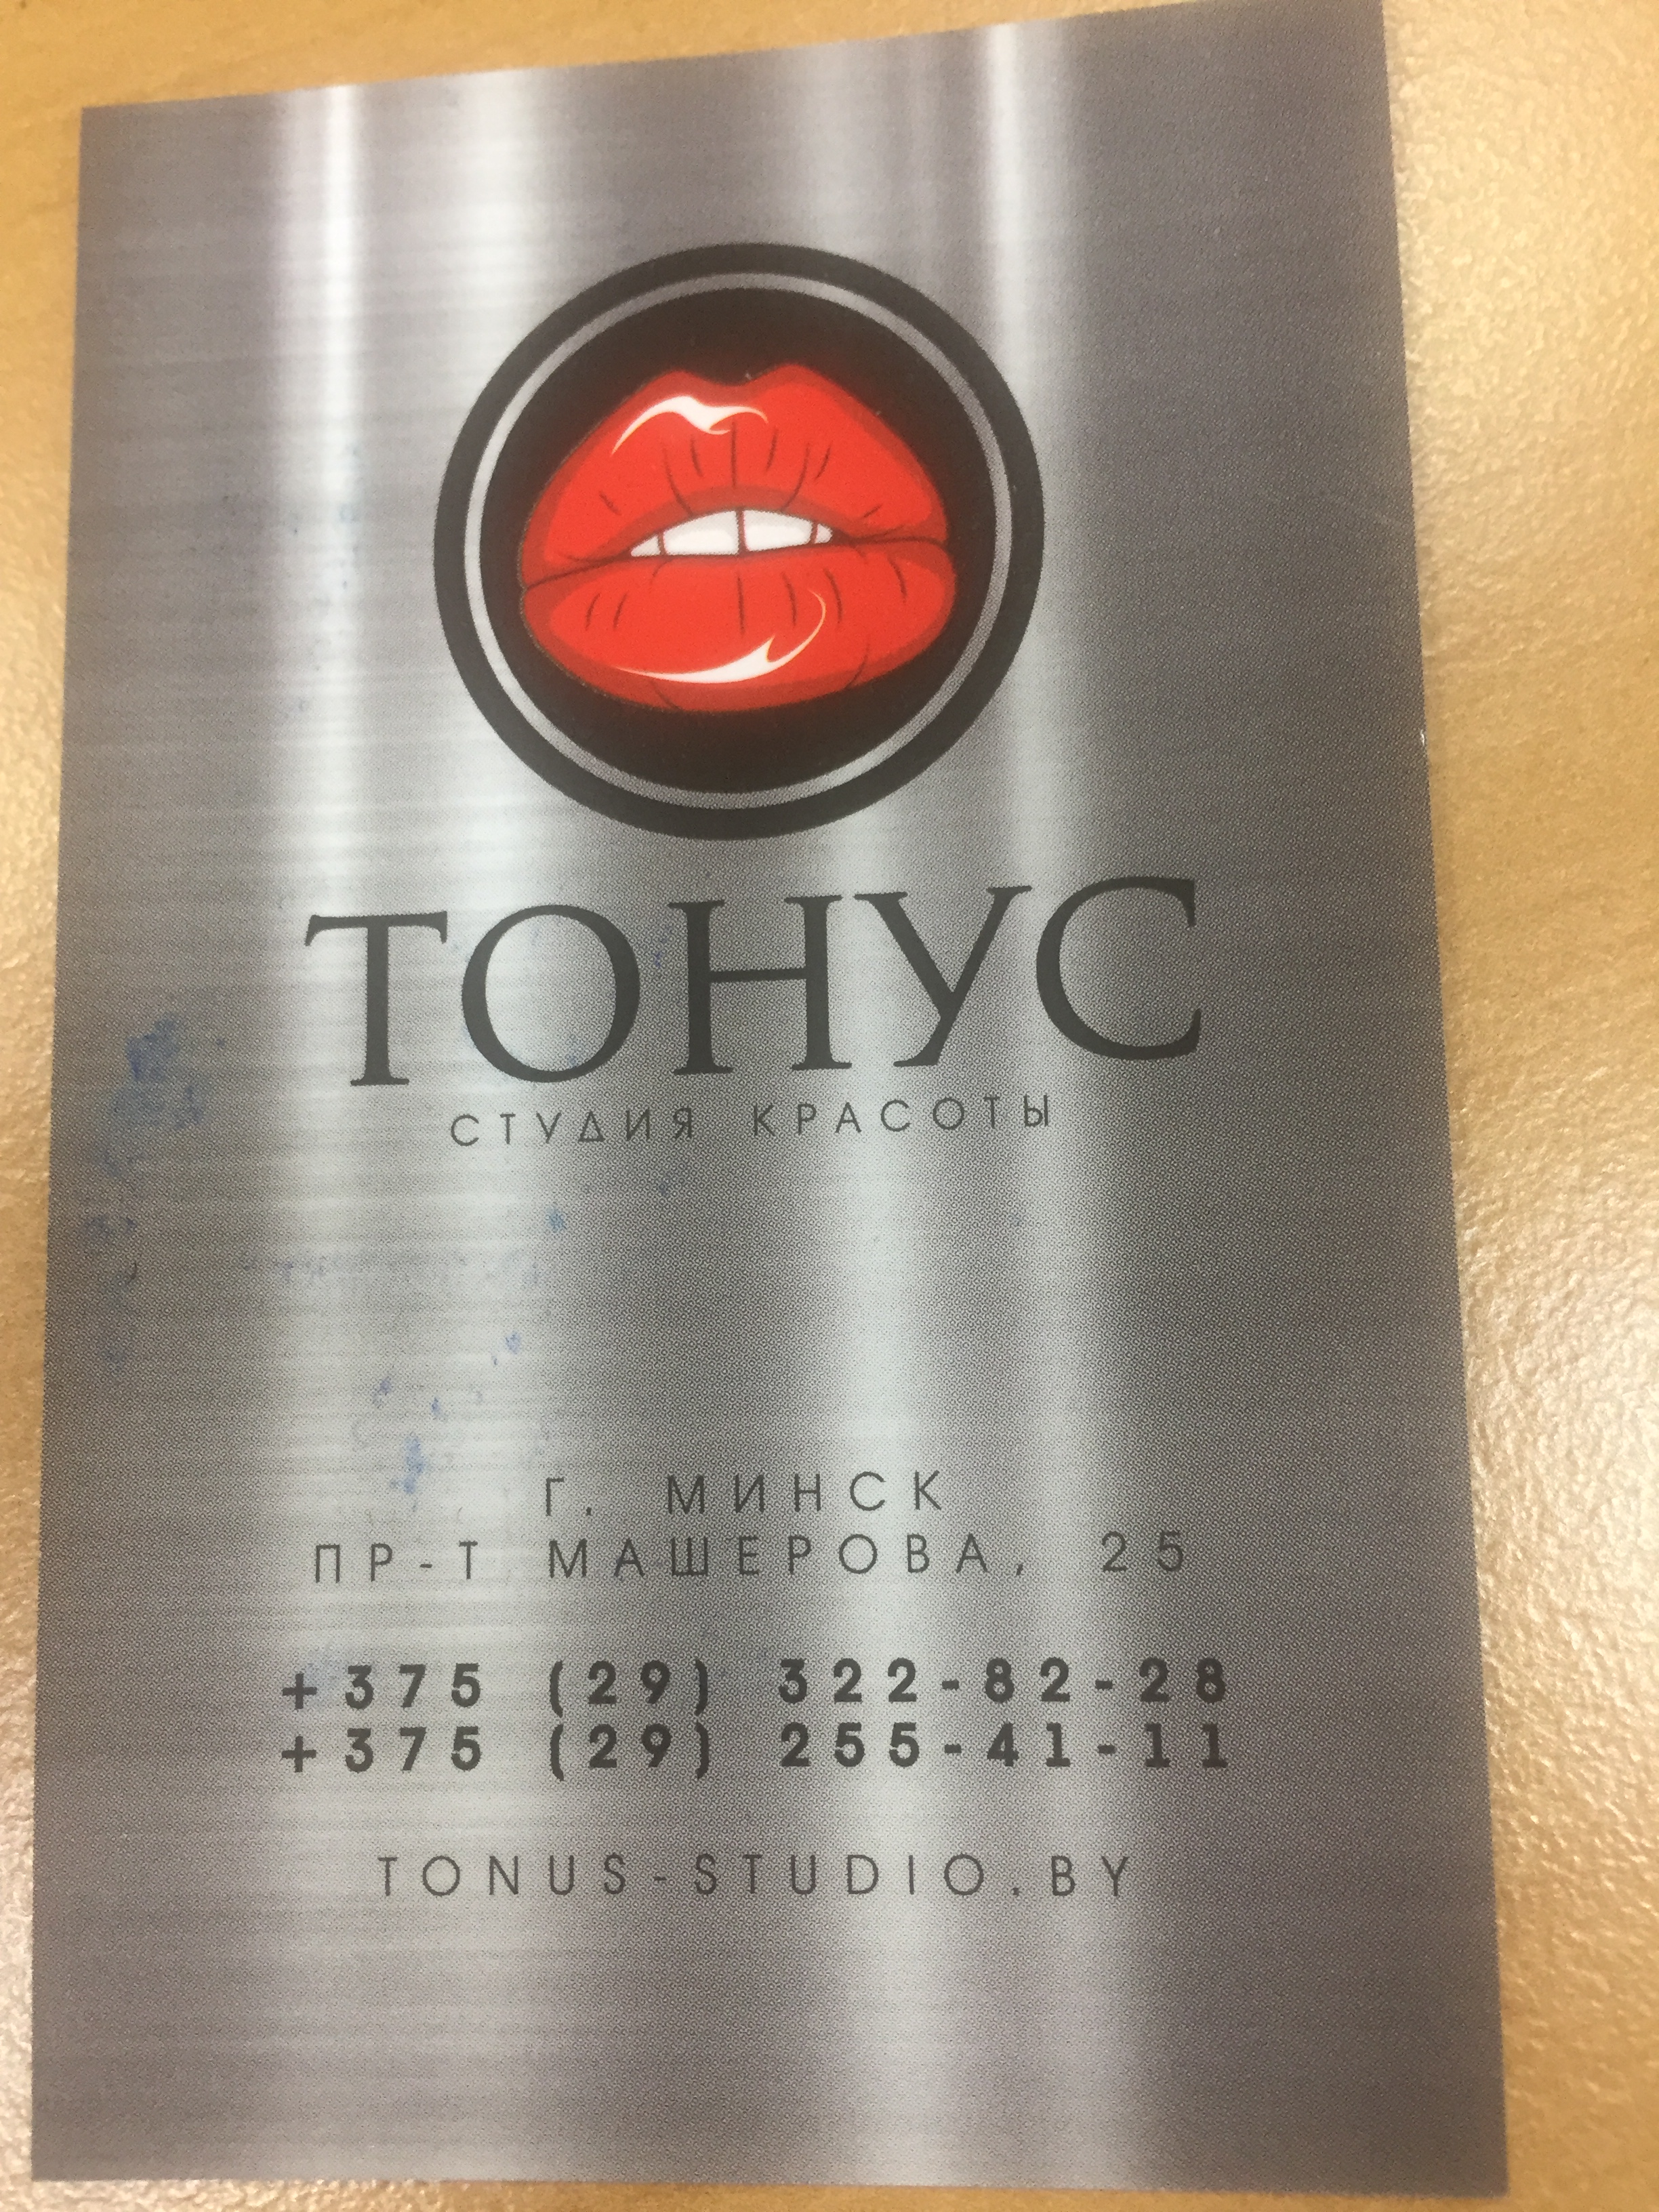 ТОНУС
СТУДИЯ КРАСОТЫ
Г. МИНСК
ПР-Т МАШЕРОВА, 25
+375 (29) 322-82-28
+375 (29) 255-41-11
TONUS-STUDIO.BY